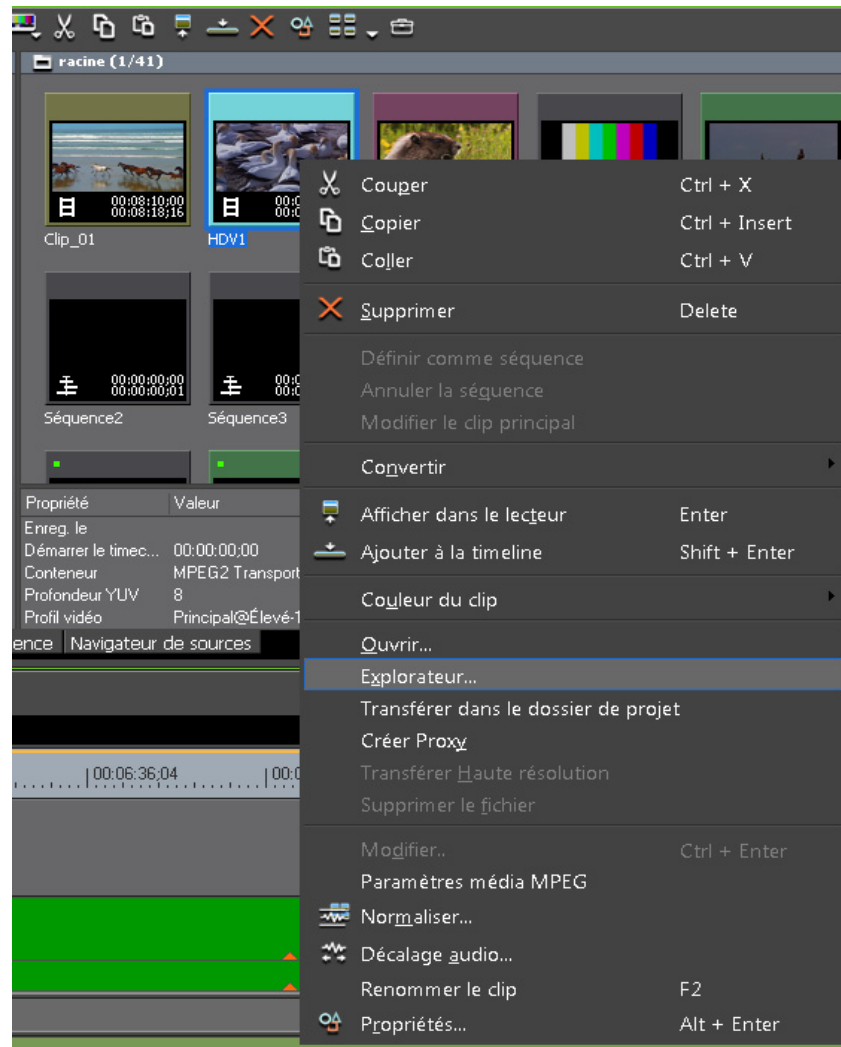 racine (1/41)
00:08:10;00
00:08:18;16
Clip_01
HDV1
00:0
00:0
Couper Ctrl + X
Copier Ctrl + Insert
Coller Ctrl + V
Supprimer Delete
Définir comme séquence
Annuler la séquence
Modifier le clip principal
00:00:00;00
00:00:00;01
Séquence2
Séquence3
Convertir
Afficher dans le lecteur Enter
Ajouter à la timeline Shift + Enter
Couleur du clip
Ouvrir...
Explorateur...
Transférer dans le dossier de projet
Créer Proxy
Transférer Haute résolution
Supprimer le fichier
Modifier.. Ctrl + Enter
Paramètres média MPEG
Normaliser...
Décalage audio...
Renommer le clip F2
Propriétés... Alt + Enter
Propriété Valeur
Enreg. le
Démarrer le timec... 00:00:00;00
Conteneur MPEG2 Transport
Profondeur YUV 8
Profil vidéo Principal@Élevé-1
ence Navigateur de sources
00:06:36;04 00:0